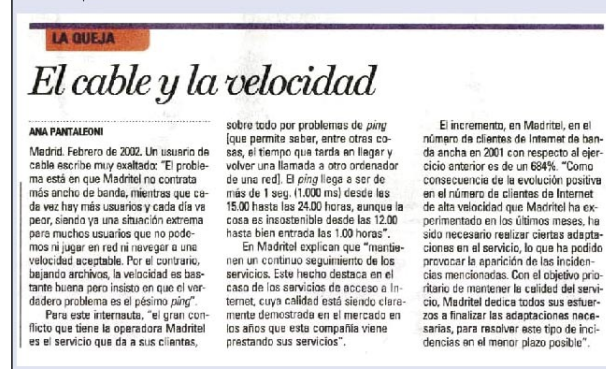 LA QUEJA
El cable y la velocidad
ANA PANTALEONI
Madrid. Febrero de 2002. Un usuario de
cable escribe muy exaltado: "El proble-
ma está en que Madritel no contrata
más ancho de banda, mientras que ca-
da vez hay más usuarios y cada día va
peor, siendo ya una situación extrema
para muchos usuarios que no pode-
mos ni jugar en red ni navegar a una
velocidad aceptable. Por el contrario,
bajando archivos, la velocidad es bas-
tante buena pero insisto en que el ver-
dadero problema es el pésimo ping".
Para este internauta, "el gran con-
flicto que tiene la operadora Madritel
es el servicio que da a sus clientes,
sobre todo por problemas de ping
[que permite saber, entre otras co-
sas, el tiempo que tarda en llegar y
volver una llamada a otro ordenador
de una red]. El ping llega a ser de
más de 1 seg. (1.000 ms) desde las
15.00 hasta las 24.00 horas, aunque la
cosa es insostenible desde las 12.00
hasta bien entrada las 1.00 horas".
En Madritel explican que "mantie-
nen un continuo seguimiento de los
servicios. Este hecho destaca en el
caso de los servicios de acceso a In-
ternet, cuya calidad está siendo clara-
mente demostrada en el mercado en
los años que esta compañía viene
prestando sus servicios".
El incremento, en Madritel, en el
número de clientes de Internet de ban-
da ancha en 2001 con respecto al ejer-
cicio anterior es de un 684%. "Como
consecuencia de la evolución positiva
en el número de clientes de Internet
de alta velocidad que Madritel ha ex-
perimentado en los últimos meses, ha
sido necesario realizar ciertas adapta-
ciones en el servicio, lo que ha podido
provocar la aparición de las inciden-
cias mencionadas. Con el objetivo prio-
ritario de mantener la calidad del servi-
cio, Madritel dedica todos sus esfuer-
zos a finalizar las adaptaciones nece-
sarias, para resolver este tipo de inci-
dencias en el menor plazo posible".